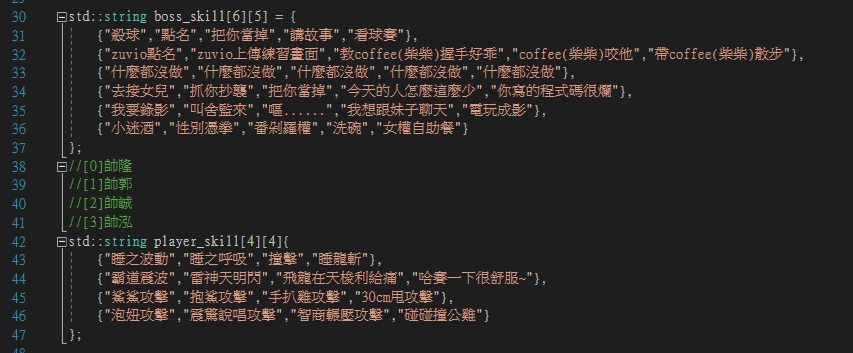 30 std::string boss_skill[6][5] = {
31 {"殺球","點名","把你當掉","講故事","看球賽"},
32 {"zuvio點名","zuvio上傳練習畫面","教coffee(柴柴)握手好乖","coffee(柴柴)咬他","帶coffee(柴柴)散步"},
33 {"什麼都沒做","什麼都沒做","什麼都沒做","什麼都沒做","什麼都沒做"},
34 {"去接女兒","抓你抄襲","把你當掉","今天的人怎麼這麼少","你寫的程式碼很爛"},
35 {"我要錄影","叫舍監來","嘔......","我想跟妹子聊天","電玩成影"},
36 {"小迷酒","性別憑拳","番剁羅權","洗碗","女權自助餐"}
37 };
38 //[0]帥隆
39 //[1]帥郭
40 //[2]帥誠
41 //[3]帥泓
42 std::string player_skill[4][4]{
43 {"睡之波動","睡之呼吸","撞擊","睡龍斬"},
44 {"霸道震波","雷神天明閃","飛龍在天梭利給痛","哈賽一下很舒服~"},
45 {"鯊鯊攻擊","抱鯊攻擊","手扒雞攻擊","30cm甩攻擊"},
46 {"泡妞攻擊","震驚說唱攻擊","智商輾壓攻擊","碰碰撞公雞"}
47 };
48